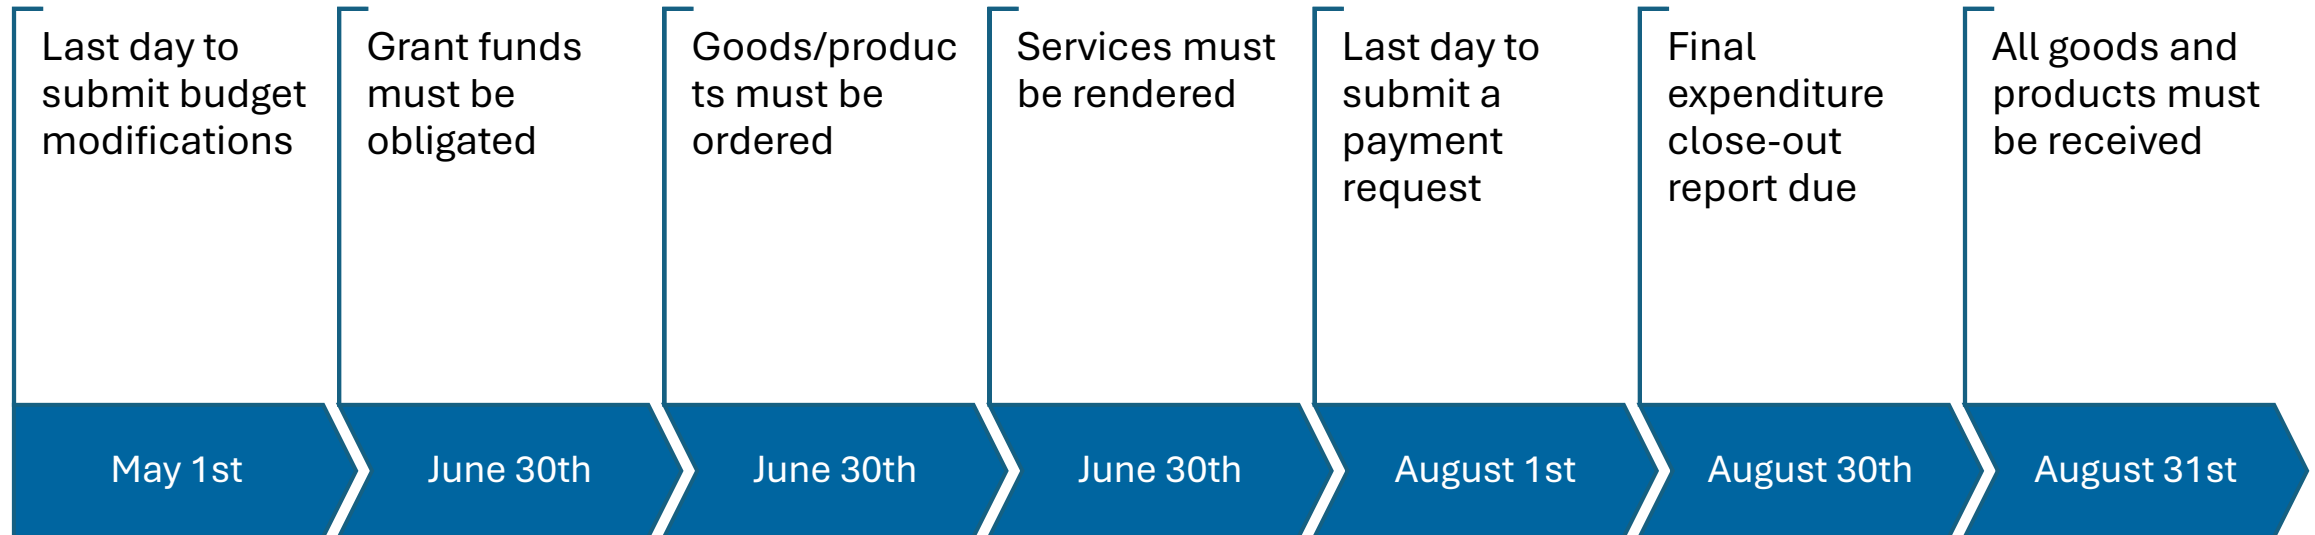 Last day to
submit budget
modifications
Grant funds
must be
obligated
Goods/produc
ts must be
ordered
Services must
be rendered
Last day to
submit a
payment
request
Final
expenditure
close-out
report due
All goods and
products must
be received
May 1st
June 30th
June 30th
June 30th
August 1st
August 30th
August 31st